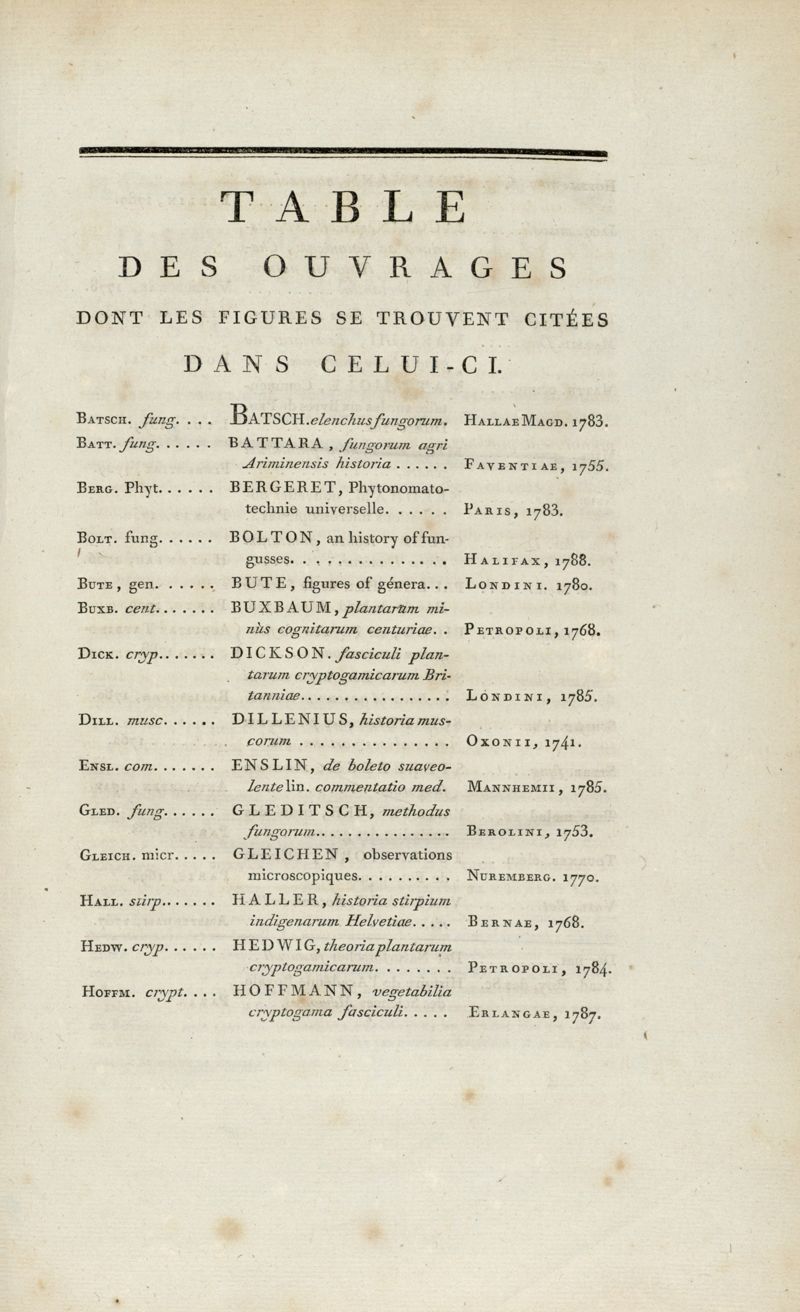 TABLE
DES OUVRAGES
DONT LES FIGURES SE TROUVENT CITÉES
DANS CELUI-CI.
BATSCH. fung. . . . BATSCH. elenchus fungorum. HALLAE MAGD. 1783.
BATT. fung. . . . . . BATTARA, fungorum agri
Ariminensis historia . . . . . . FAVENTIAE, 1755.
BERG. Phyt. . . . . . BERGERET, Phytonomato-
technie universelle. . . . . . PARIS, 1783.
BOLT. fung. . . . . . BOLTON, an history of fun-
gusses. . . . . . . . . . . . . . . HALIFAX, 1788.
BUTE, gen. . . . . . BUTE, figures of génera. . . LONDINI. 1780.
BUXB. cent. . . . . . . BUXBAUM, plantarum mi-
nùs cognitarum centuriae. . PETROPOLI, 1768.
DICK. cryp. . . . . . . DICKSON. fasciculi plan-
tarum cryptogamicarum Bri-
tanniae. . . . . . . . . . . . . . . . LONDINI, 1785.
DILL. musc. . . . . . DILLENIUS, historia mus-
corum . . . . . . . . . . . . . . . OXONII, 1741.
ENSL. com. . . . . . . ENSLIN, de boleto suaveo-
lente lin. commentatio med. MANNHEMII, 1785.
GLED. fung. . . . . . GLEDITSCH, methodus
fungorum. . . . . . . . . . . . . . . BEROLINI, 1753.
GLEICH. micr. . . . . GLEICHEN, observations
microscopiques. . . . . . . . . . NUREMBERG. 1770.
HALL. stirp. . . . . . . HALLER, historia stirpium
indigenarum Helvetiae. . . . . BERNAE, 1768.
HEDW. cryp. . . . . . HEDWIG, theoria plantarum
cryptogamicarum. . . . . . . . PETROPOLI, 1784.
HOFFM. crypt. . . . HOFFMANN, vegetabilia
cryptogama fasciculi. . . . . ERLANGAE, 1787.